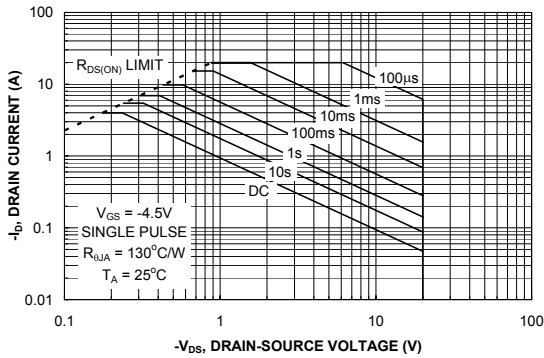 100
10
1
0.1
0.01
-I_D, DRAIN CURRENT (A)
R_DS(ON) LIMIT
100µs
1ms
10ms
100ms
1s
10s
DC
V_GS = -4.5V
SINGLE PULSE
R_θJA = 130°C/W
T_A = 25°C
0.1
1
10
100
-V_DS, DRAIN-SOURCE VOLTAGE (V)